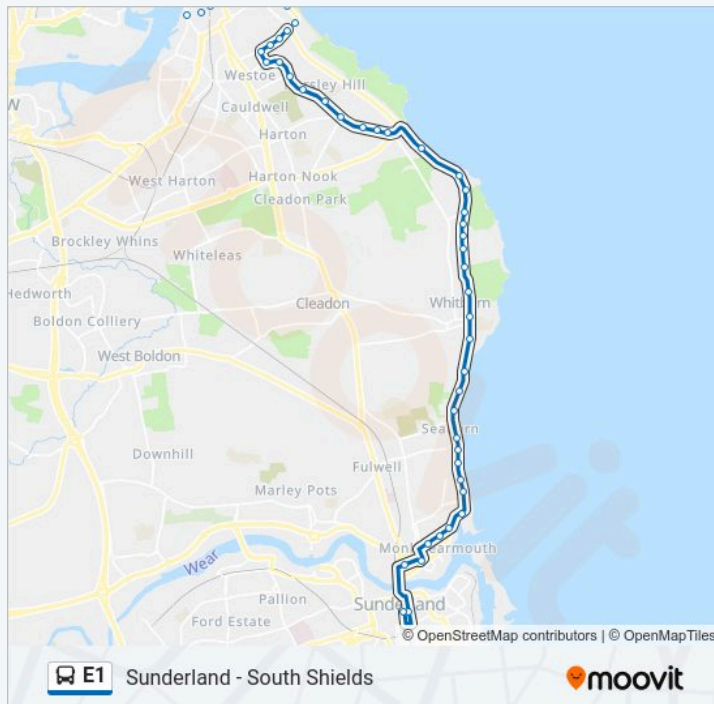 Westoe
Horsley Hill
Cauldwell
Harton
West Harton
Harton Nook
Cleadon Park
Brockley Whins
Whiteleas
Hedworth
Cleadon
Whitburn
Boldon Colliery
West Boldon
Seaburn
Downhill
Fulwell
Marley Pots
Monkwearmouth
Wear
Pallion
Sunderland
Ford Estate
© OpenStreetMap contributors | © OpenMapTiles
E1 Sunderland - South Shields
moovit